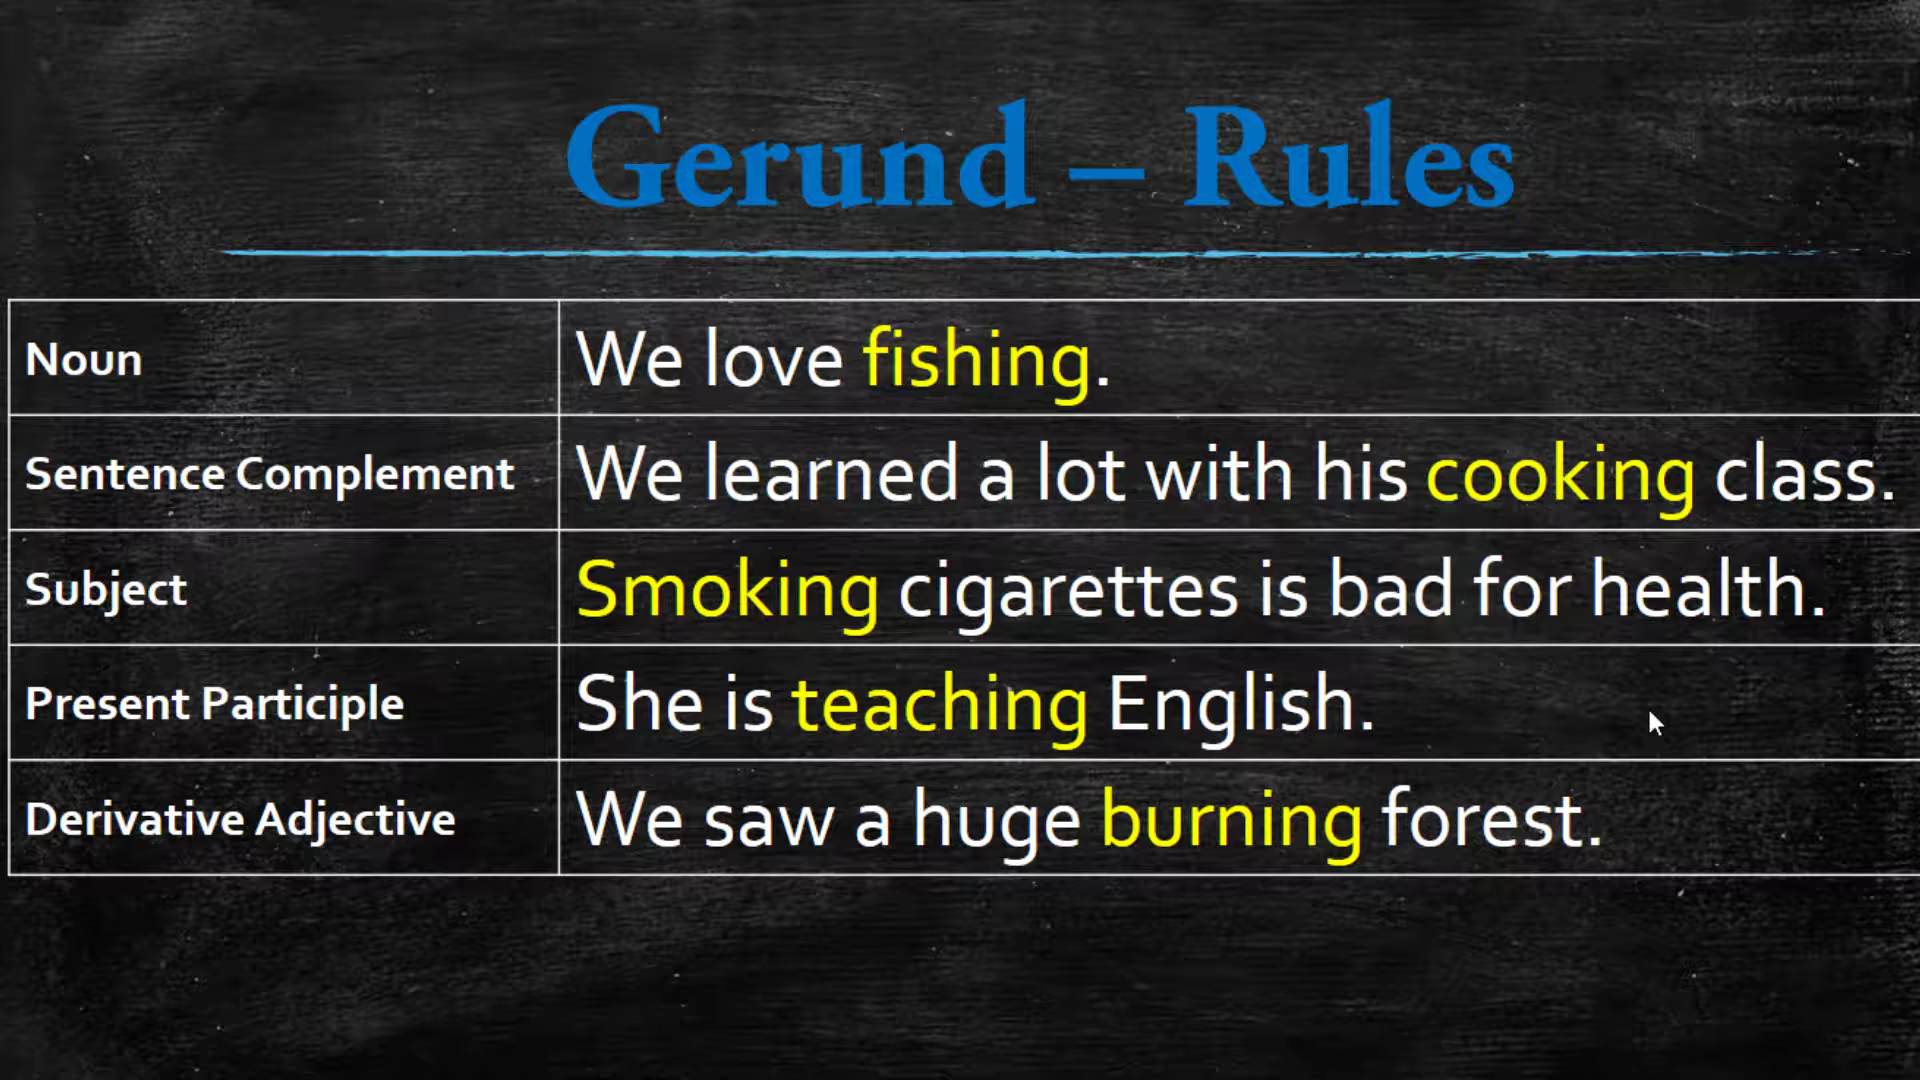 Gerund – Rules
Noun
We love fishing.
Sentence Complement
We learned a lot with his cooking class.
Subject
Smoking cigarettes is bad for health.
Present Participle
She is teaching English.
Derivative Adjective
We saw a huge burning forest.